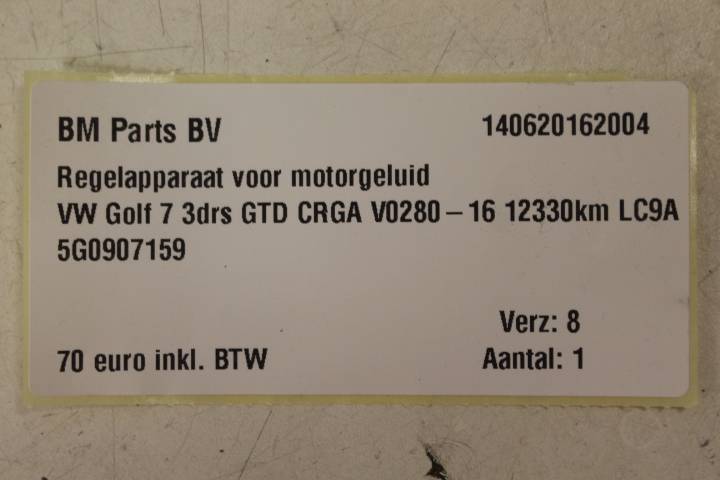 BM Parts BV 140620162004
Regelapparaat voor motorgeluid
VW Golf 7 3drs GTD CRGA V0280-16 12330km LC9A
5G0907159
Verz: 8
70 euro inkl. BTW Aantal: 1